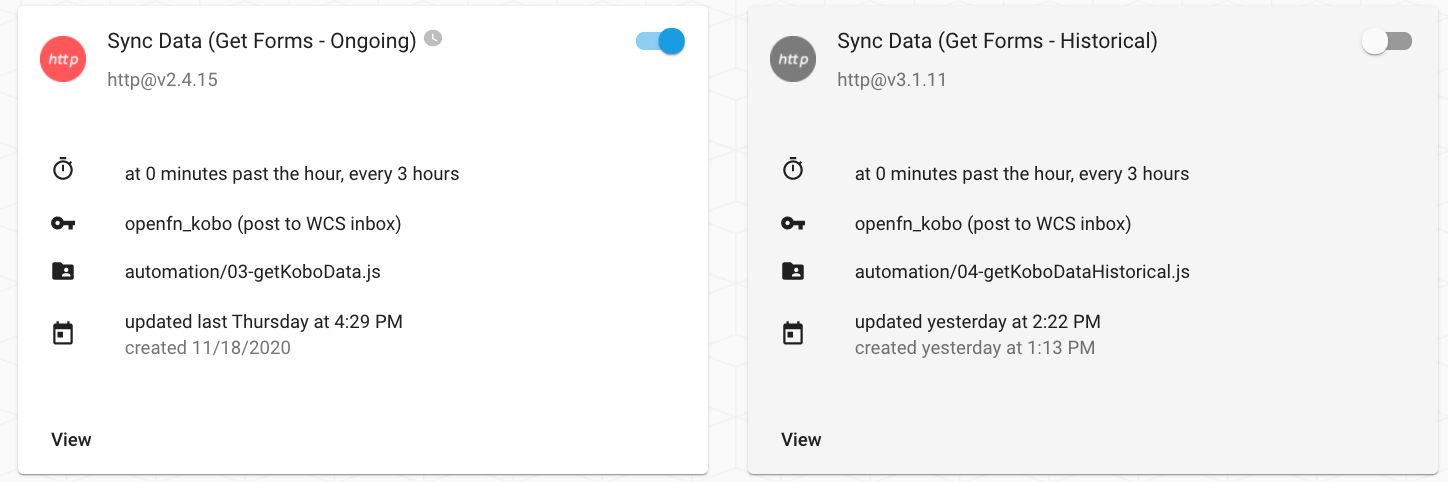 http
Sync Data (Get Forms - Ongoing)
http@v2.4.15
at 0 minutes past the hour, every 3 hours
openfn_kobo (post to WCS inbox)
automation/03-getKoboData.js
updated last Thursday at 4:29 PM
created 11/18/2020
View
http
Sync Data (Get Forms - Historical)
http@v3.1.11
at 0 minutes past the hour, every 3 hours
openfn_kobo (post to WCS inbox)
automation/04-getKoboDataHistorical.js
updated yesterday at 2:22 PM
created yesterday at 1:13 PM
View